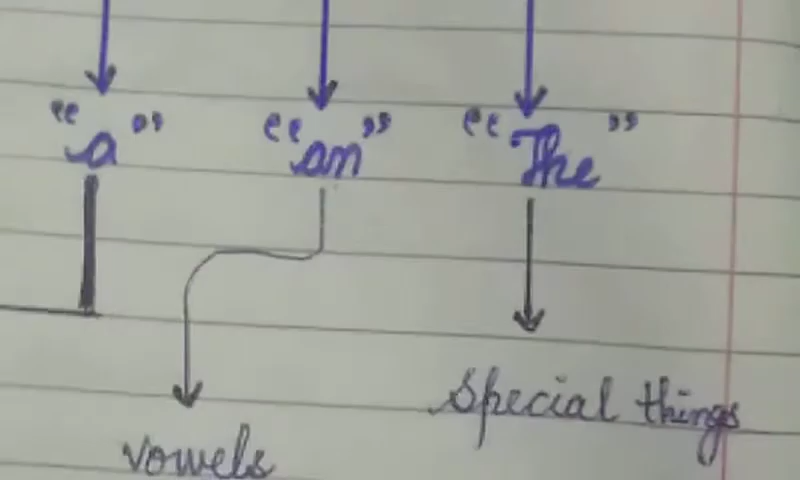 “a” “an” “The”
special things
vowels